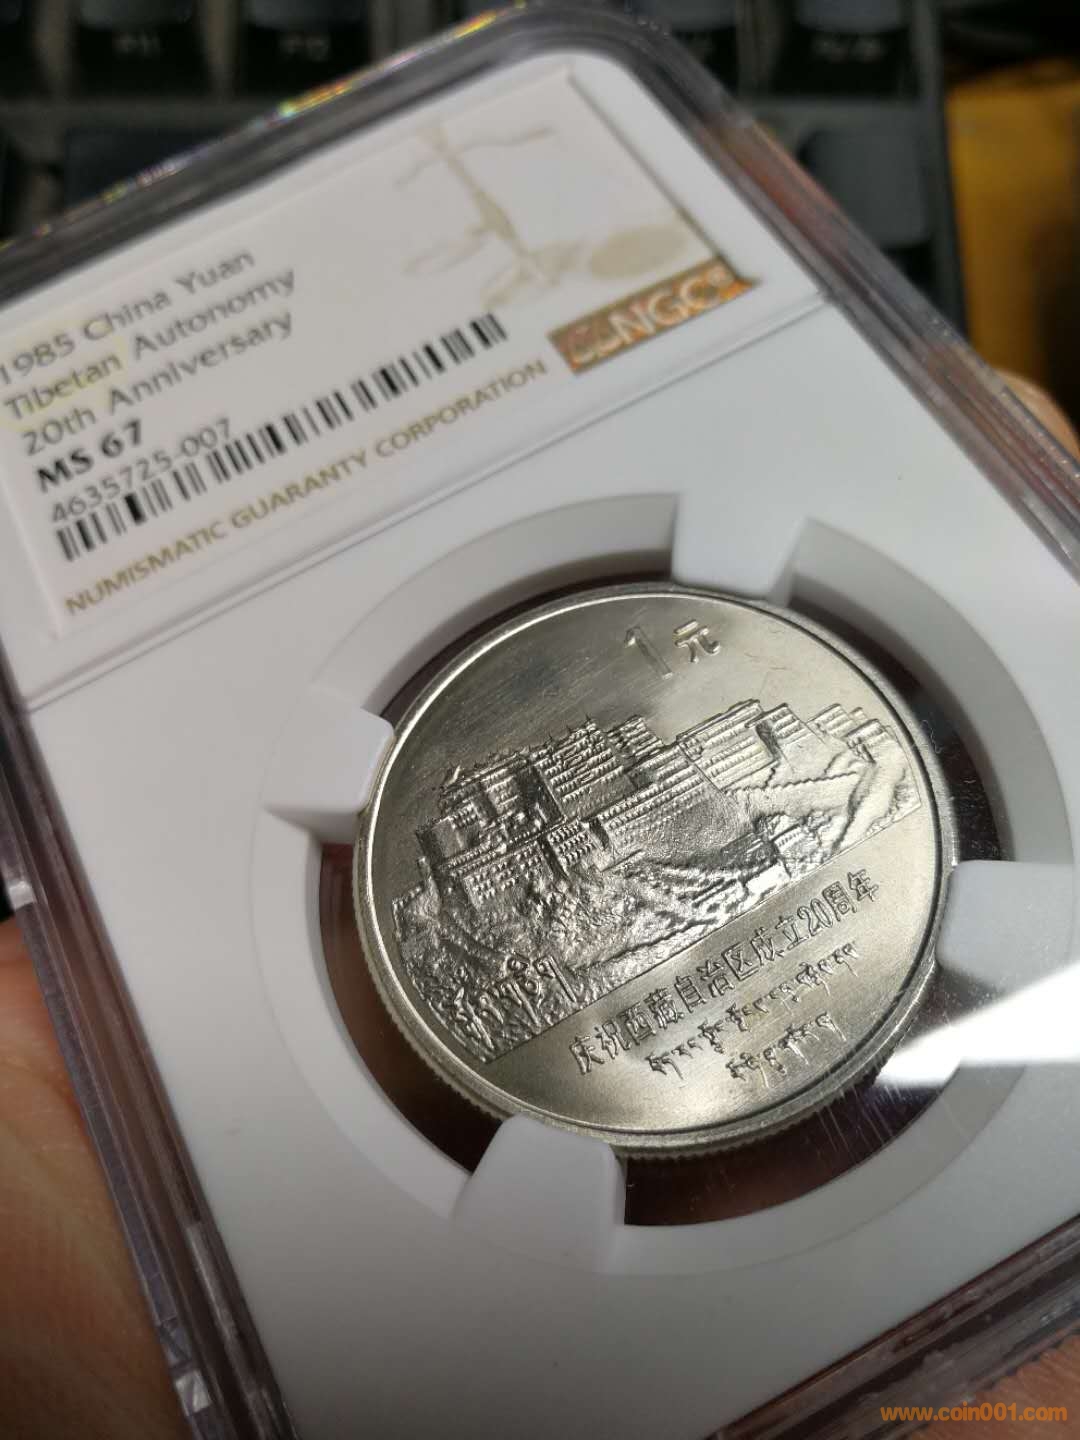 1985 China Yuan
Tibetan Autonomy
20th Anniversary
MS 67
4635725-007
NUMISMATIC GUARANTY CORPORATION
NGC
1元
庆祝西藏自治区成立20周年
www.coin001.com